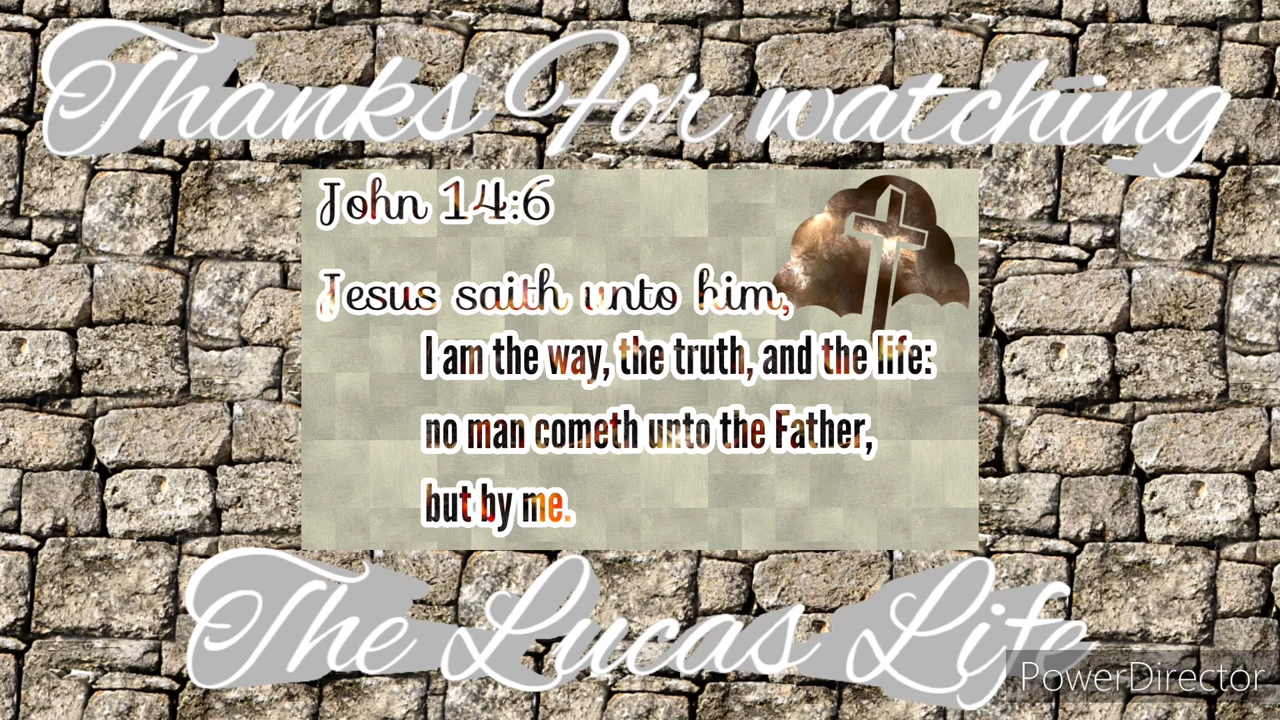 Thanks For watching
John 14:6
Jesus saith unto him,
I am the way, the truth, and the life:
no man cometh unto the Father,
but by me.
The Lucas Life
PowerDirector